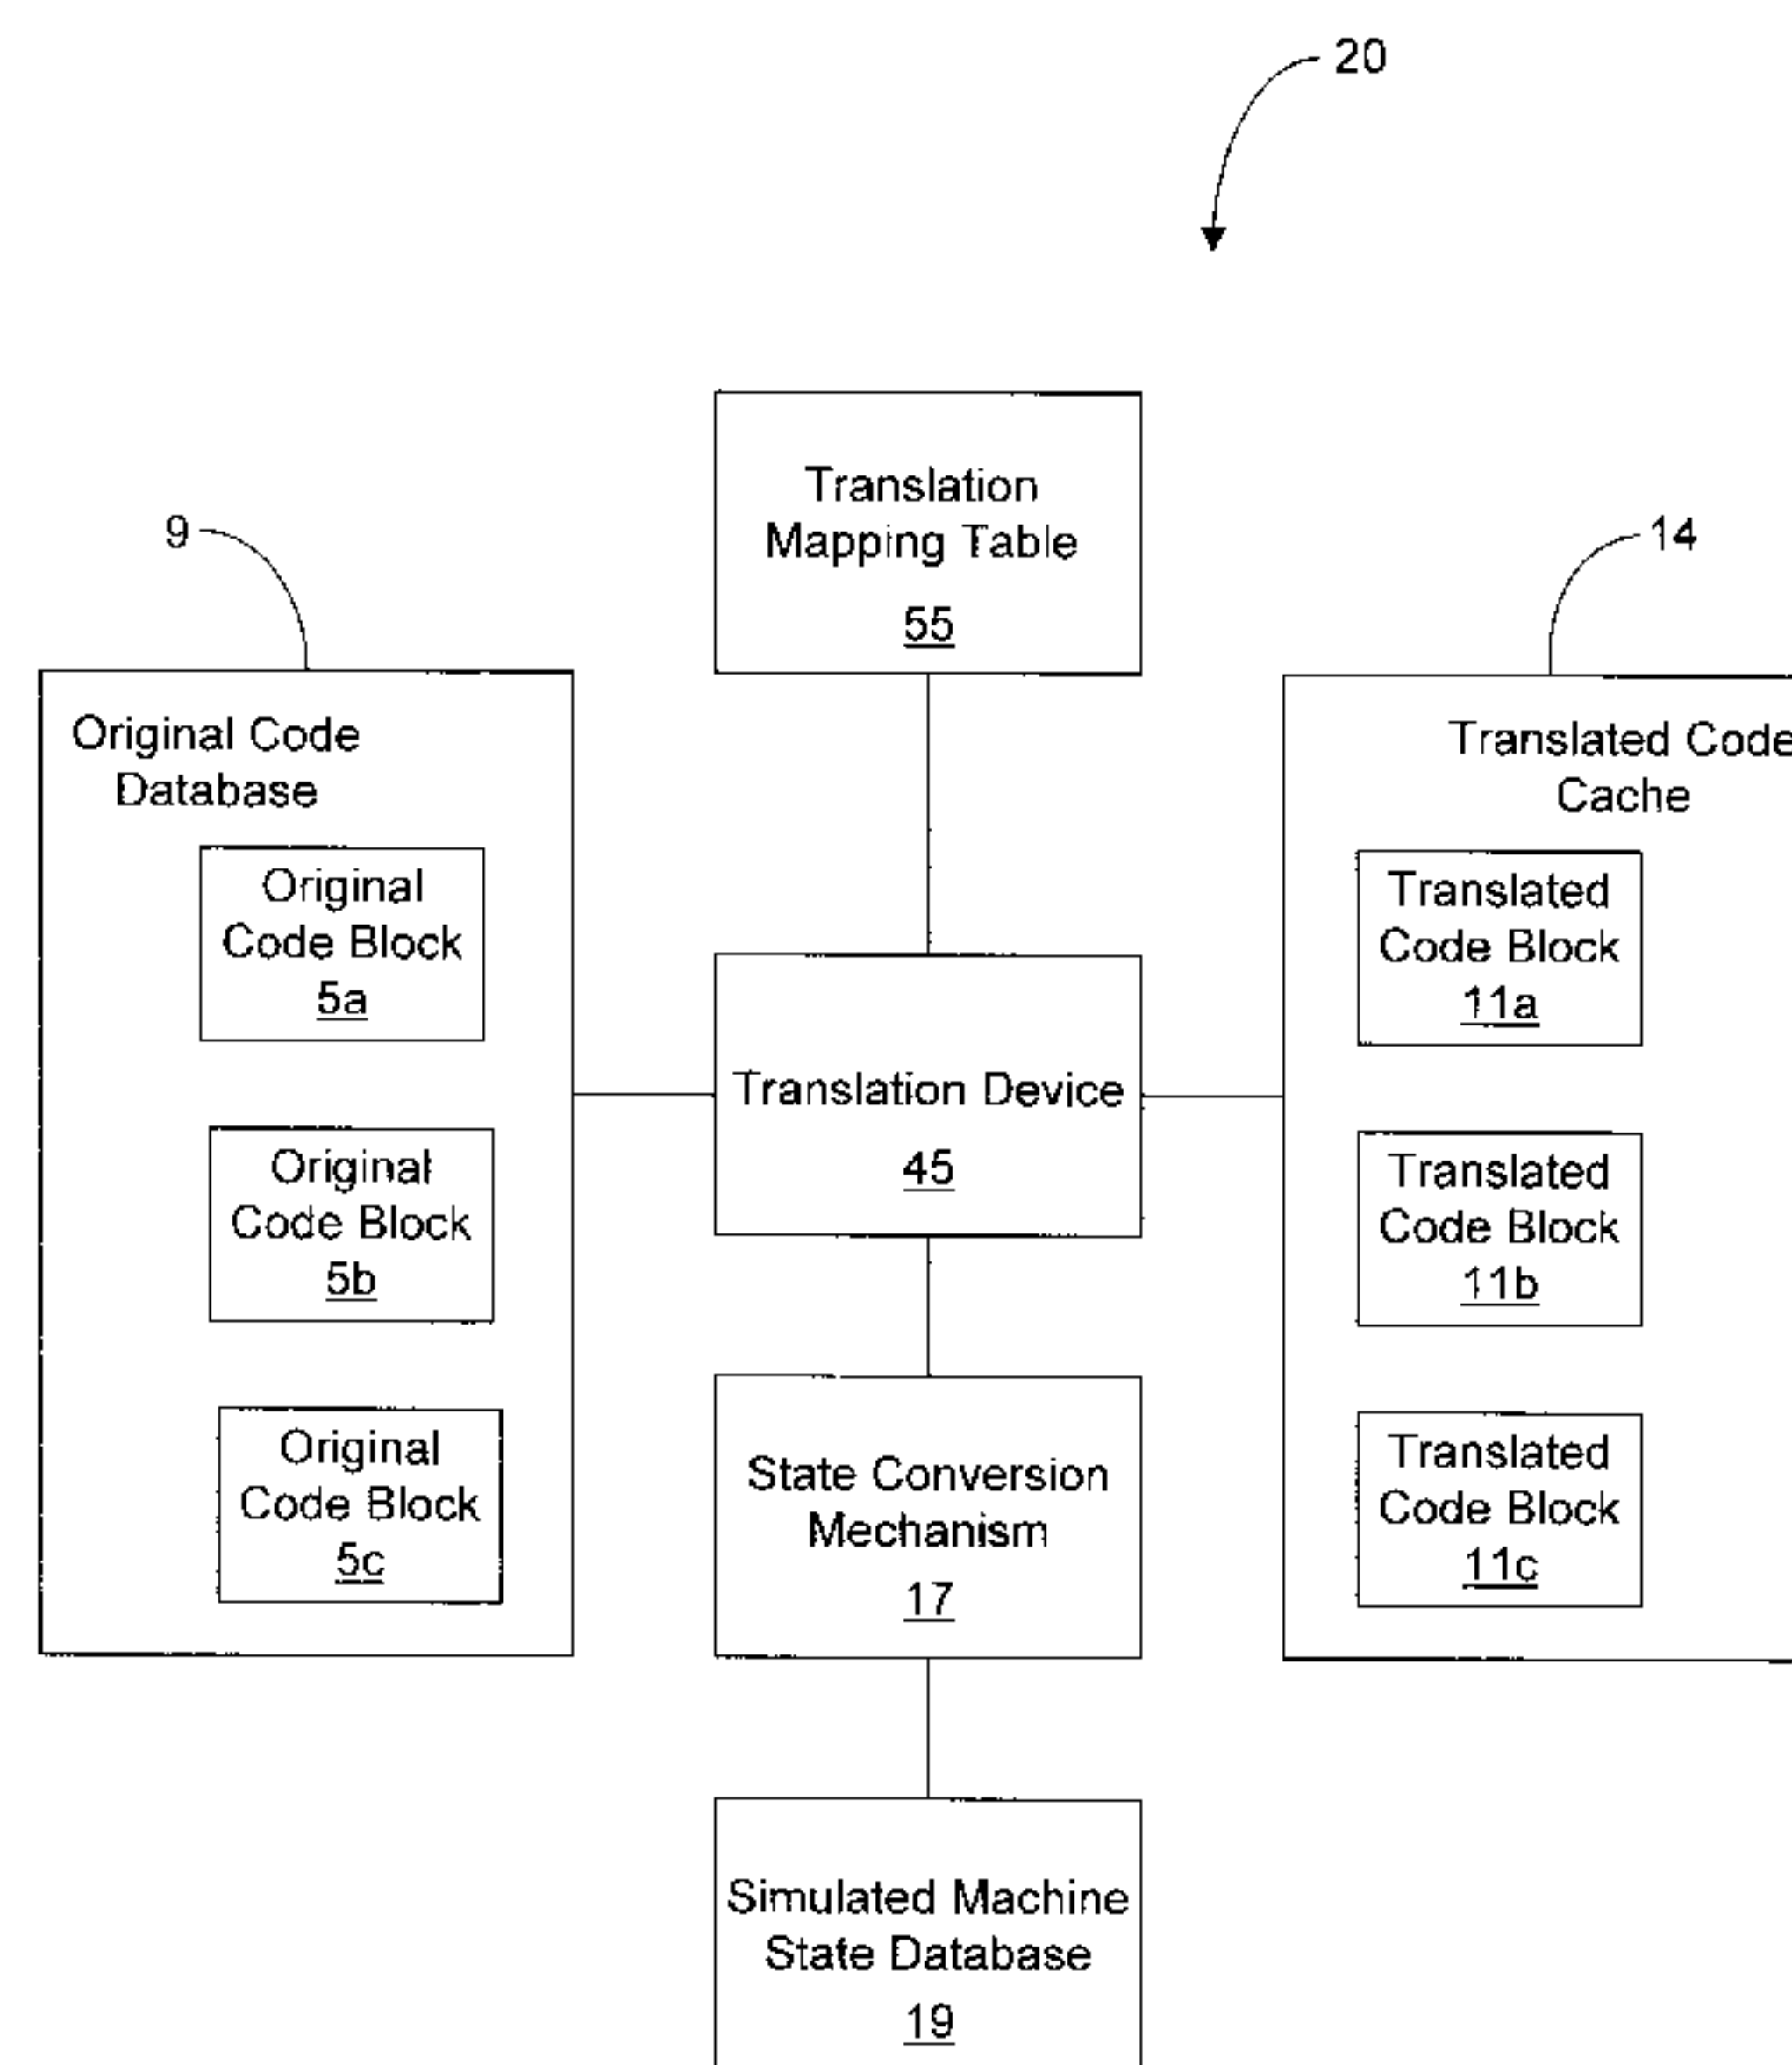 20
Translation
Mapping Table
55
9
14
Original Code
Database
Translated Code
Cache
Original
Code Block
5a
Translated
Code Block
11a
Translation Device
45
Original
Code Block
5b
Translated
Code Block
11b
Original
Code Block
5c
State Conversion
Mechanism
17
Translated
Code Block
11c
Simulated Machine
State Database
19